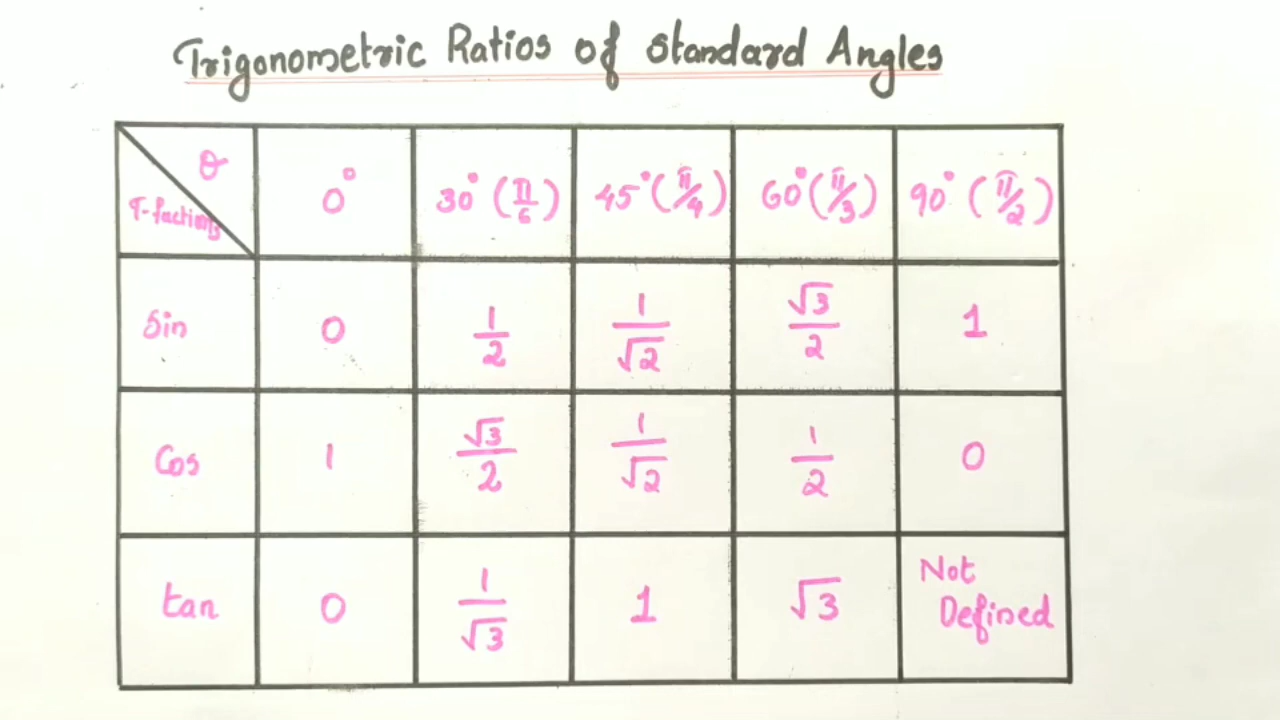 Trigonometric Ratios of Standard Angles
θ
T-factions 0° 30° (π/6) 45° (π/4) 60° (π/3) 90° (π/2)
Sin 0 1/2 1/√2 √3/2 1
Cos 1 √3/2 1/√2 1/2 0
tan 0 1/√3 1 √3 Not Defined